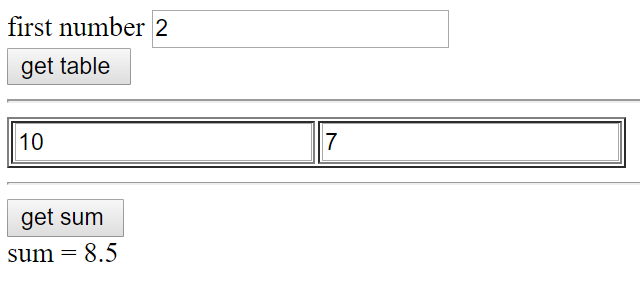 first number 2
get table
10 7
get sum
sum = 8.5